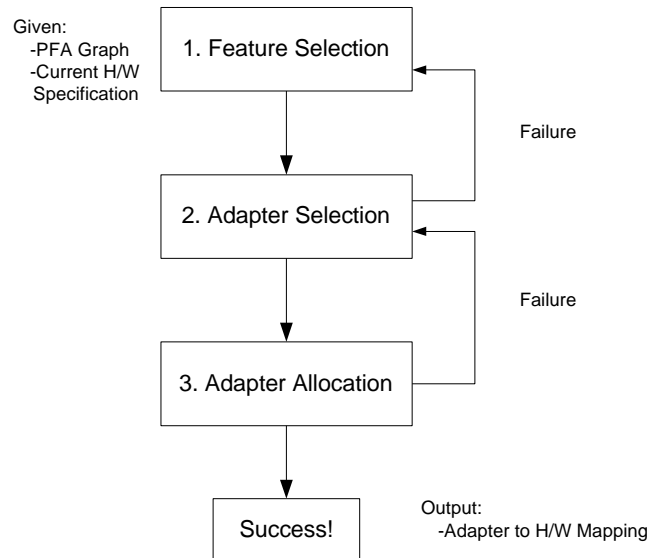 Given:
-PFA Graph
-Current H/W
Specification
1. Feature Selection
Failure
2. Adapter Selection
Failure
3. Adapter Allocation
Success!
Output:
-Adapter to H/W Mapping